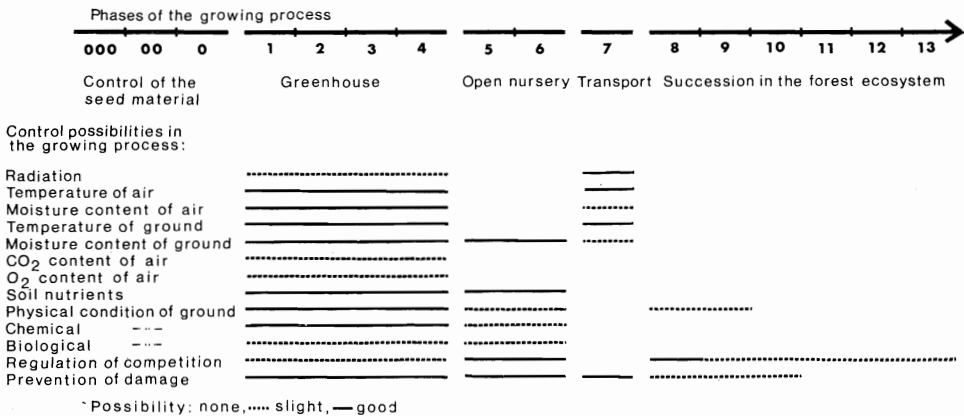 Phases of the growing process
000 00 0 1 2 3 4 5 6 7 8 9 10 11 12 13
Control of the seed material Greenhouse Open nursery Transport Succession in the forest ecosystem
Control possibilities in
the growing process:
Radiation
Temperature of air
Moisture content of air
Temperature of ground
Moisture content of ground
CO2 content of air
O2 content of air
Soil nutrients
Physical condition of ground
Chemical —··—
Biological —··—
Regulation of competition
Prevention of damage
Possibility: none, ····· slight, — good